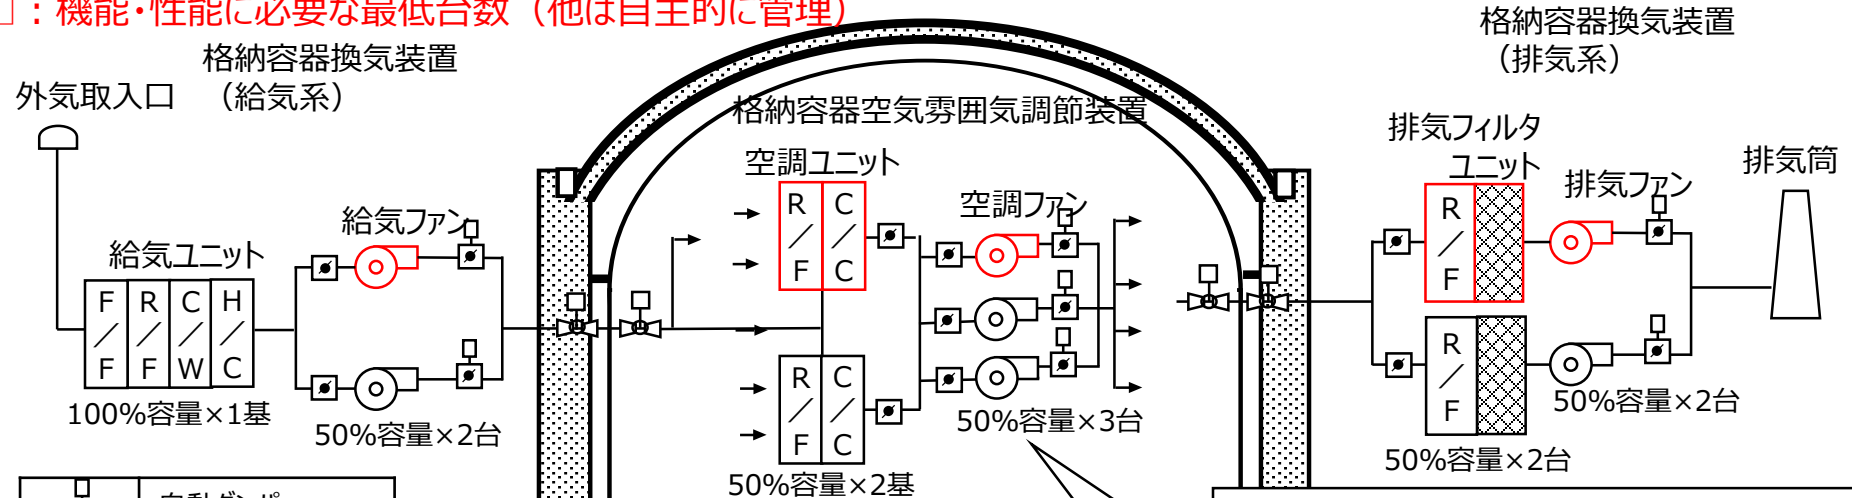 ：機能・性能に必要な最低台数（他は自主的に管理）
格納容器換気装置
（給気系）
外気取入口
格納容器換気装置
（排気系）
格納容器空気雰囲気調節装置
空調ユニット
空調ファン
排気フィルタ
ユニット
排気ファン
排気筒
給気ファン
給気ユニット
F/F
R/F
C/W
H/C
R/F
C/C
R/F
R/F
100%容量×1基
50%容量×2台
R/F
C/C
50%容量×3台
50%容量×2台
50%容量×2台
50%容量×2基
自動ダンパ